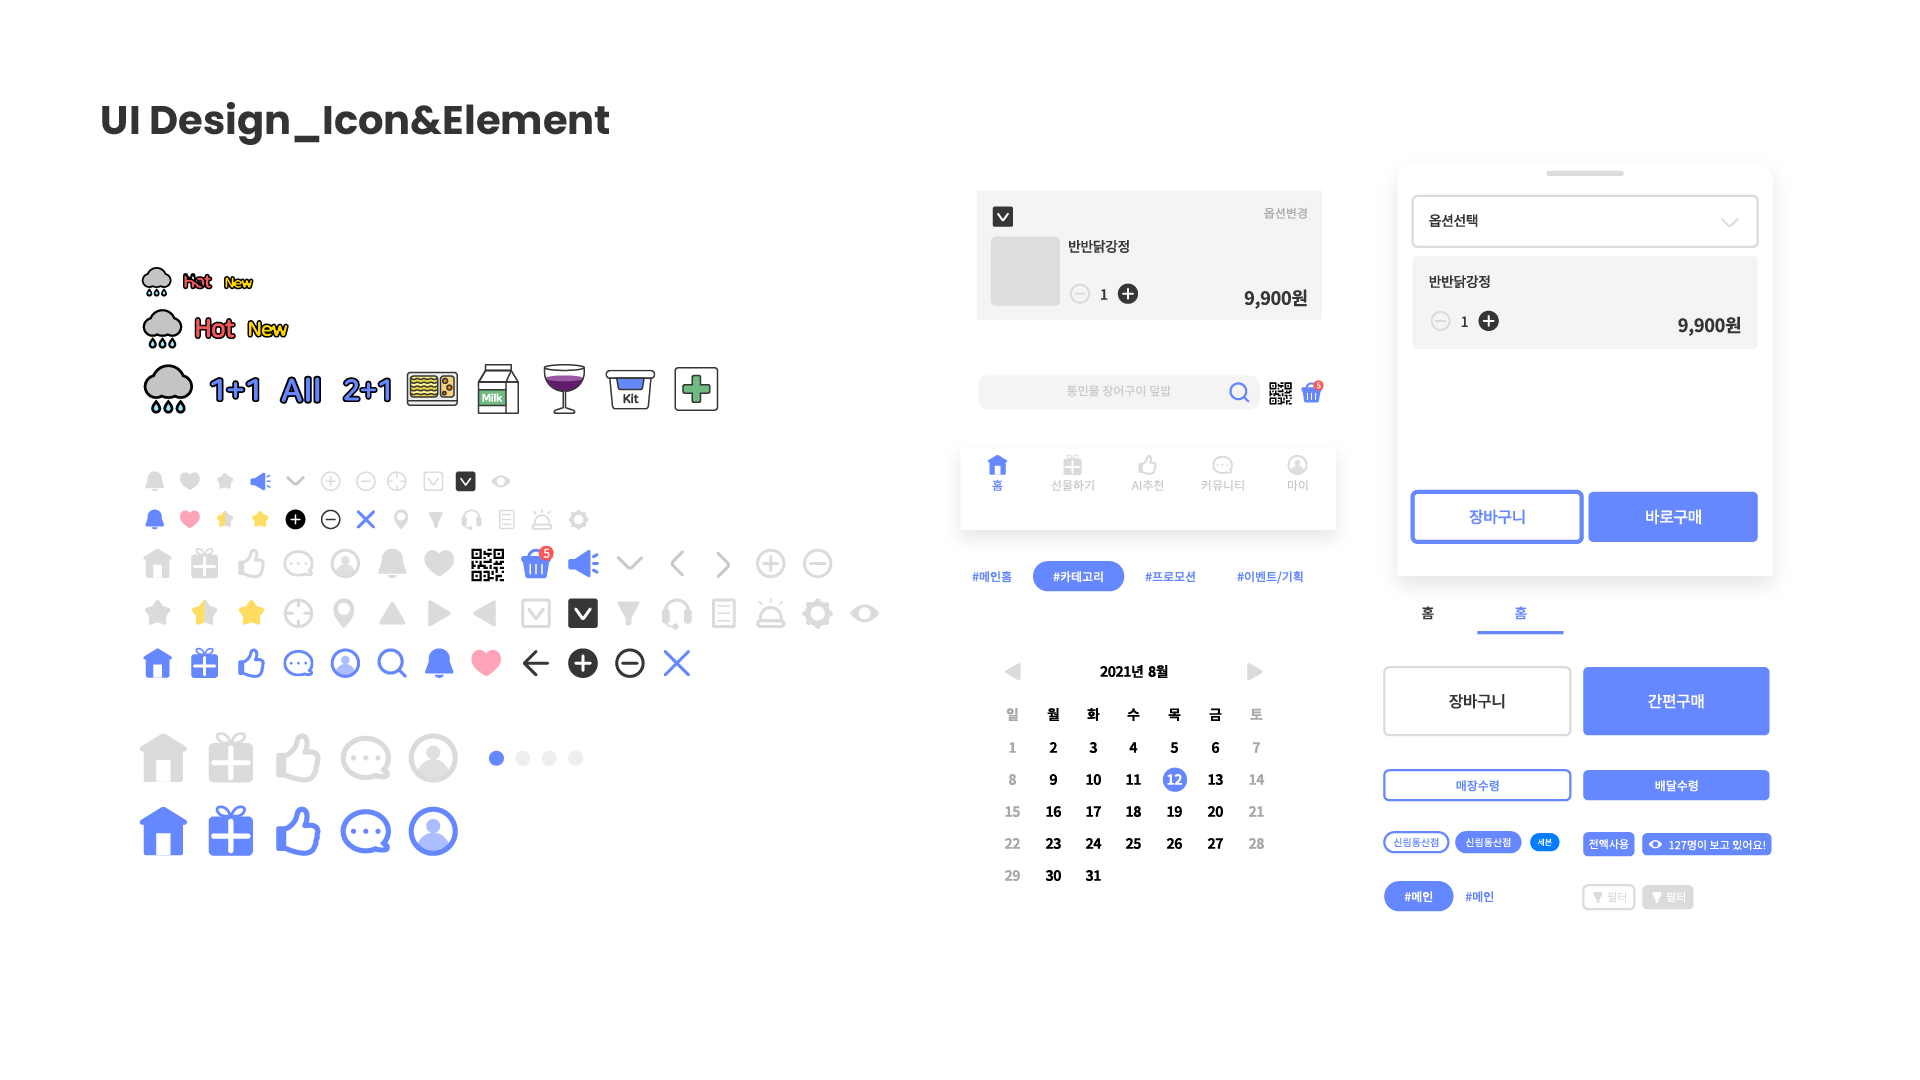 UI Design_Icon&Element
Hot New
Hot New
1+1 All 2+1 Milk Kit
5
옵션변경
반반닭강정
1
9,900원
통민물 장어구이 덮밥
5
홈 선물하기 AI추천 커뮤니티 마이
#메인홈 #카테고리 #프로모션 #이벤트/기획
2021년 8월
일 월 화 수 목 금 토
1 2 3 4 5 6 7
8 9 10 11 12 13 14
15 16 17 18 19 20 21
22 23 24 25 26 27 28
29 30 31
옵션선택
반반닭강정
1
9,900원
장바구니 바로구매
홈 홈
장바구니 간편구매
매장수령 배달수령
신림동산점 신림동산점 세븐 전액사용 127명이 보고 있어요!
#메인 #메인 필터 필터